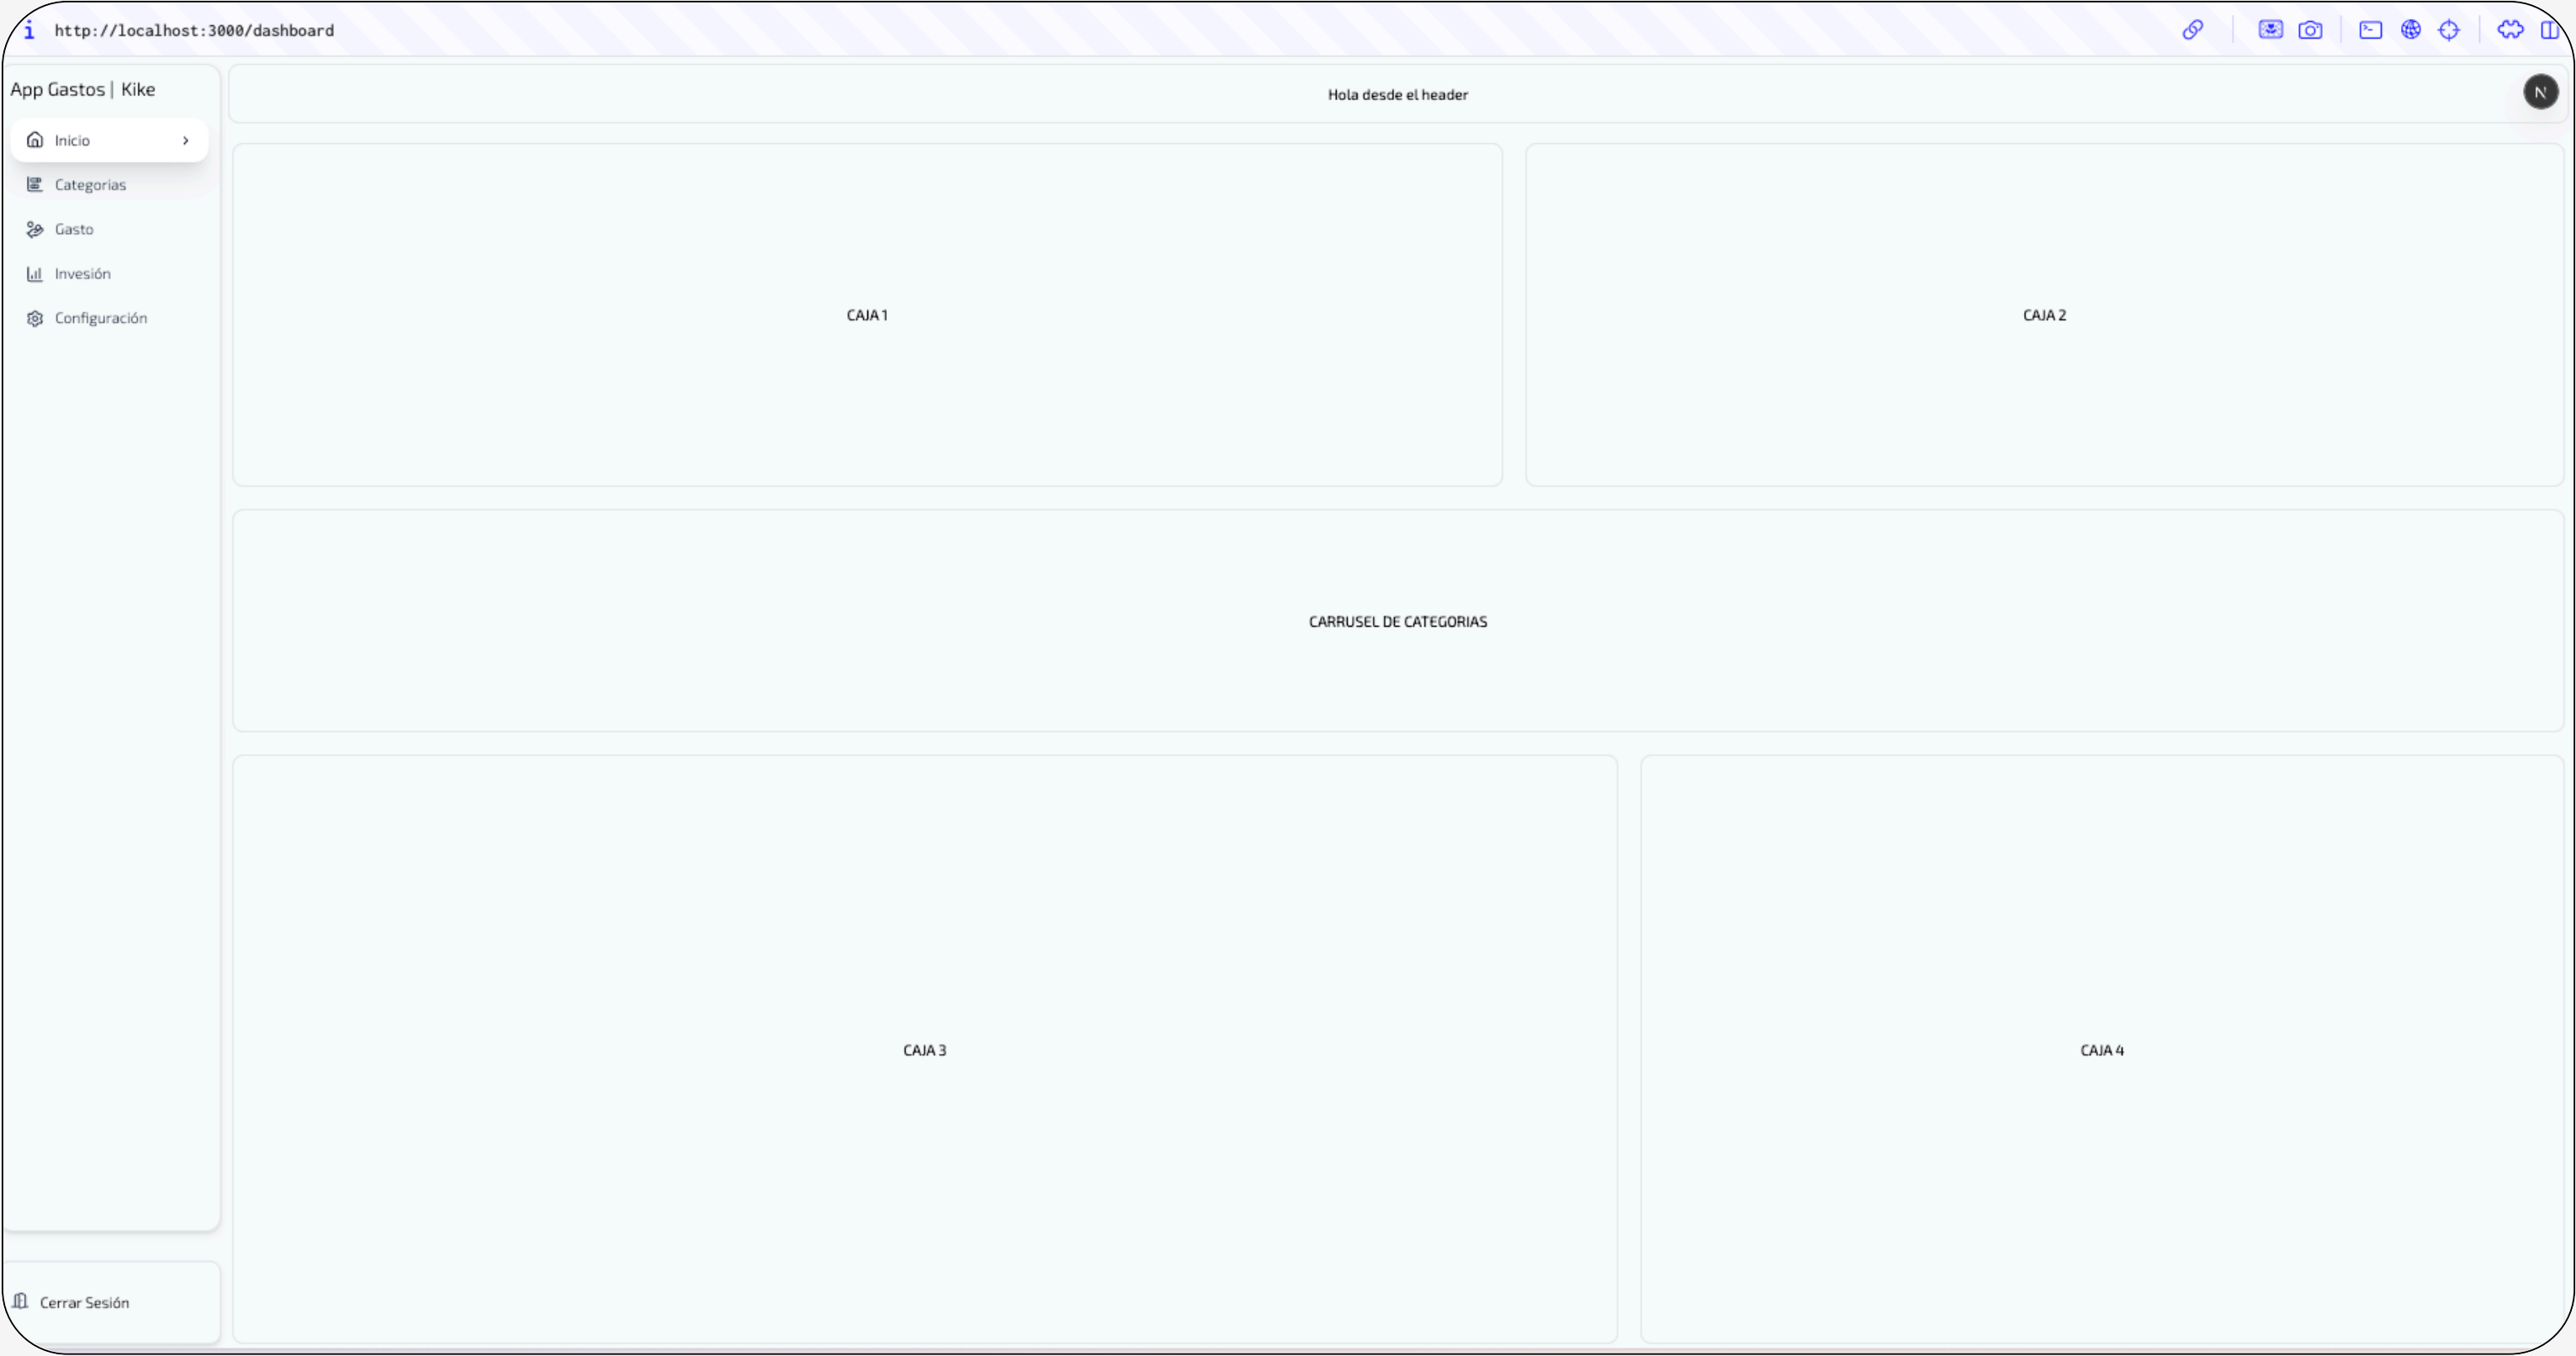 i http://localhost:3000/dashboard
App Gastos | Kike
Inicio
Categorias
Gasto
Invesión
Configuración
Cerrar Sesión
Hola desde el header
N
CAJA 1
CAJA 2
CARRUSEL DE CATEGORIAS
CAJA 3
CAJA 4